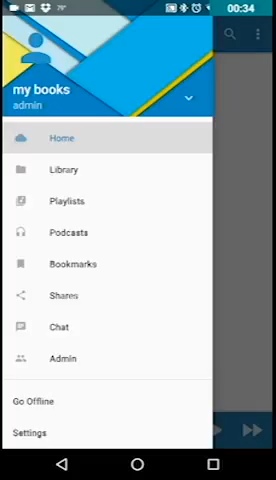 00:34
my books
admin
Home
Library
Playlists
Podcasts
Bookmarks
Shares
Chat
Admin
Go Offline
Settings